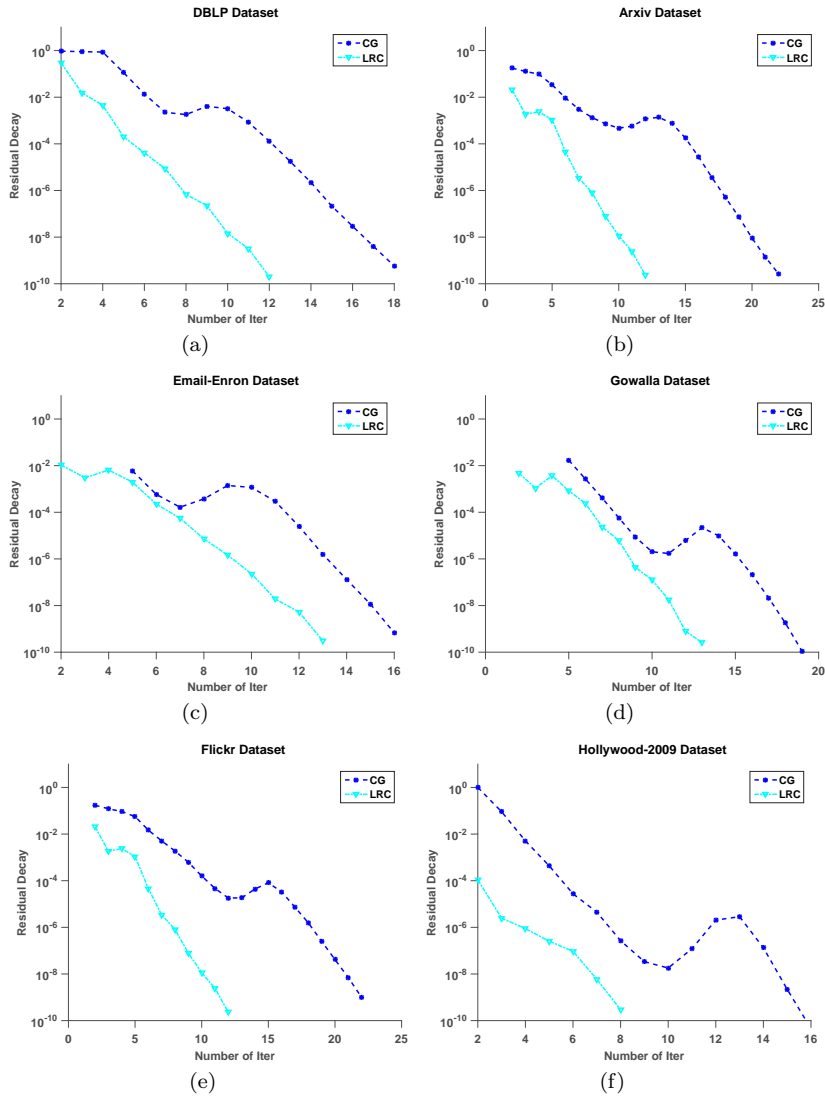 DBLP Dataset
CG
LRC
10^0
10^-2
10^-4
10^-6
10^-8
10^-10
Residual Decay
2 4 6 8 10 12 14 16 18
Number of Iter
(a)
Arxiv Dataset
CG
LRC
10^0
10^-2
10^-4
10^-6
10^-8
10^-10
Residual Decay
0 5 10 15 20 25
Number of Iter
(b)
Email-Enron Dataset
CG
LRC
10^0
10^-2
10^-4
10^-6
10^-8
10^-10
Residual Decay
2 4 6 8 10 12 14 16
Number of Iter
(c)
Gowalla Dataset
CG
LRC
10^0
10^-2
10^-4
10^-6
10^-8
10^-10
Residual Decay
0 5 10 15 20
Number of Iter
(d)
Flickr Dataset
CG
LRC
10^0
10^-2
10^-4
10^-6
10^-8
10^-10
Residual Decay
0 5 10 15 20 25
Number of Iter
(e)
Hollywood-2009 Dataset
CG
LRC
10^0
10^-2
10^-4
10^-6
10^-8
10^-10
Residual Decay
2 4 6 8 10 12 14 16
Number of Iter
(f)